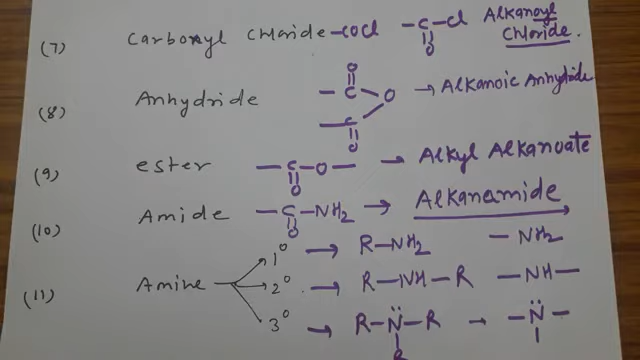 (7) Carbonyl Chloride -COCl -C-Cl Alkanoyl
O Chloride.
O
(8) Anhydride -C O → Alkanoic Anhydride
-C
O
(9) ester -C-O- → Alkyl Alkanoate
O
(10) Amide -C-NH₂ → Alkanamide
O
1° → R-NH₂ -NH₂
(11) Amine 2° → R-NH-R -NH-
3° → R-N̈-R → -N̈-
R